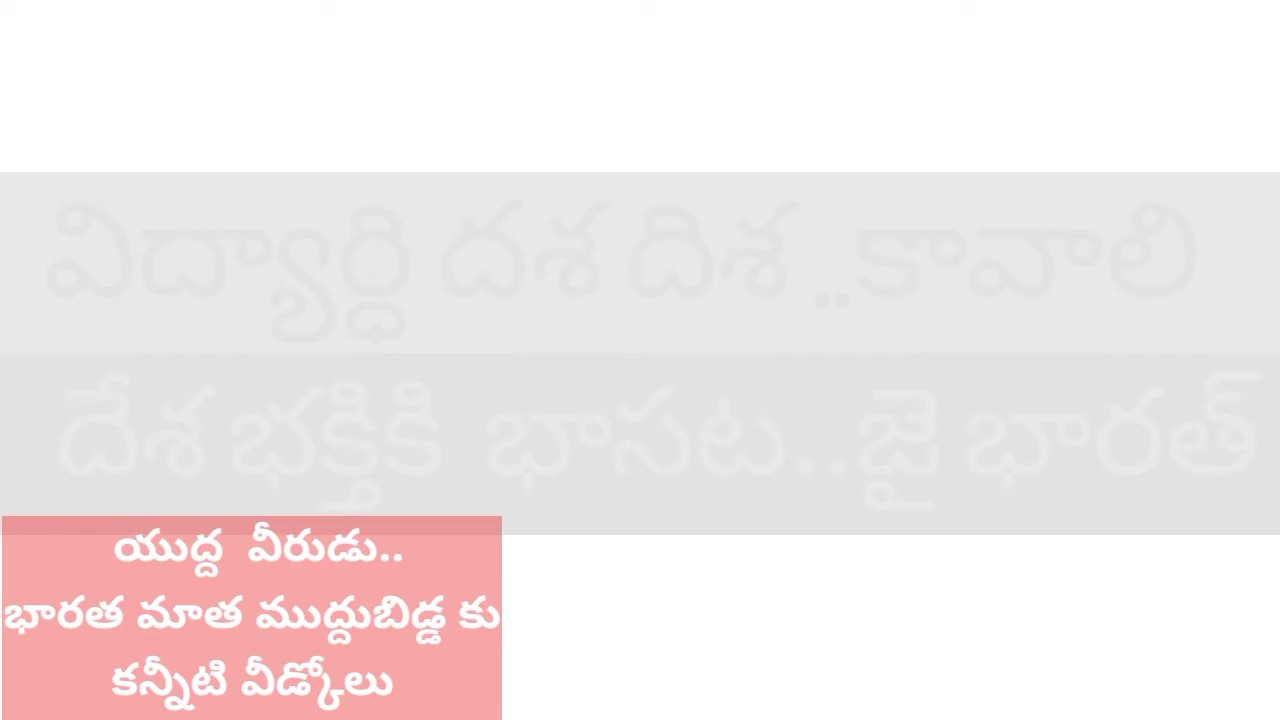 విద్యార్థి దశ దిశ ..కావాలి
దేశ భక్తికి భాసట..జై భారత్
యుద్ద వీరుడు..
భారత మాత ముద్దుబిడ్డ కు
కన్నీటి వీడ్కోలు